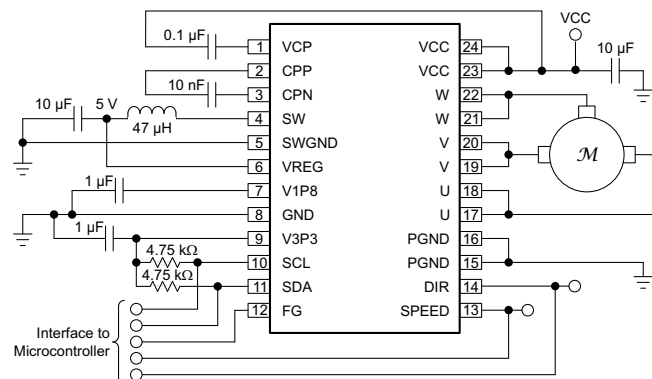 VCC
0.1 µF
10 µF
1 VCP VCC 24
2 CPP VCC 23
10 nF
3 CPN W 22
10 µF
5 V
47 µH
4 SW W 21
5 SWGND V 20
M
6 VREG V 19
1 µF
7 V1P8 U 18
8 GND U 17
1 µF
9 V3P3 PGND 16
4.75 kΩ
10 SCL PGND 15
4.75 kΩ
11 SDA DIR 14
12 FG SPEED 13
Interface to
Microcontroller